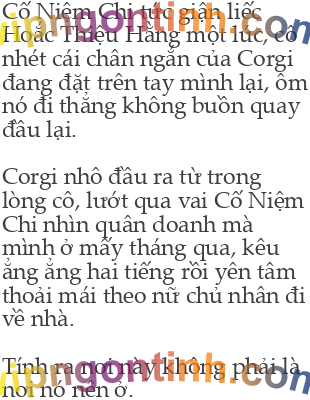 Cố Niệm Chi tức giận liếc
Hoắc Thiệu Hằng một lúc, cố
nhét cái chân ngắn của Corgi
đang đặt trên tay mình lại, ôm
nó đi thẳng không buồn quay
đầu lại.
Corgi nhô đầu ra từ trong
lòng cô, lướt qua vai Cố Niệm
Chi nhìn quân doanh mà
mình ở mấy tháng qua, kêu
ẳng ẳng hai tiếng rồi yên tâm
thoải mái theo nữ chủ nhân đi
về nhà.
Tính ra nơi này không phải là
nơi nó nên ở.
vipngontinh.com